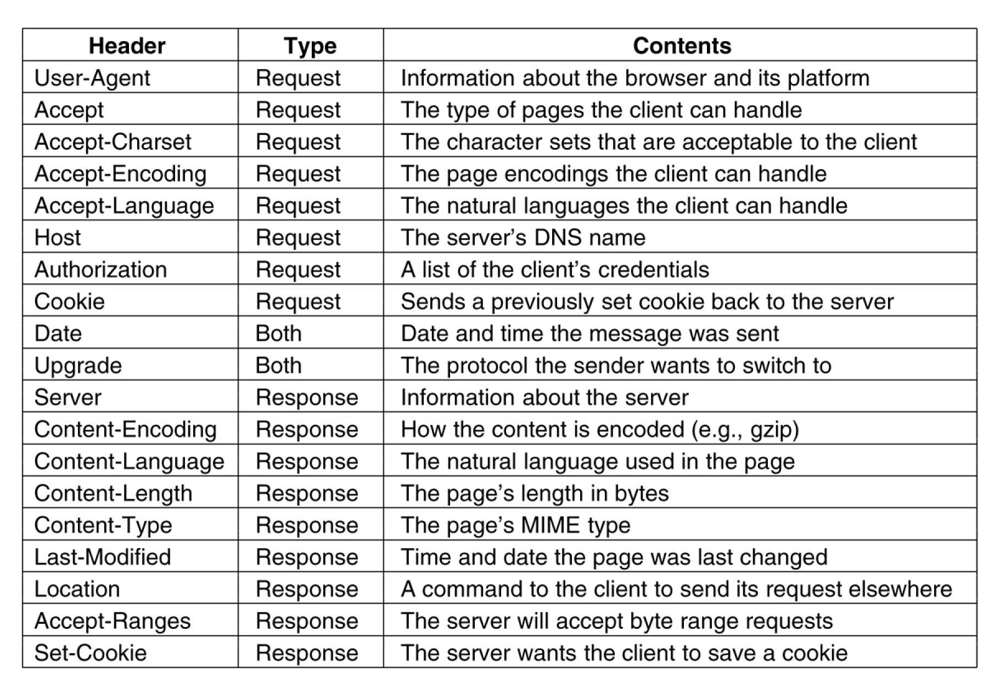 Header Type Contents
User-Agent Request Information about the browser and its platform
Accept Request The type of pages the client can handle
Accept-Charset Request The character sets that are acceptable to the client
Accept-Encoding Request The page encodings the client can handle
Accept-Language Request The natural languages the client can handle
Host Request The server’s DNS name
Authorization Request A list of the client’s credentials
Cookie Request Sends a previously set cookie back to the server
Date Both Date and time the message was sent
Upgrade Both The protocol the sender wants to switch to
Server Response Information about the server
Content-Encoding Response How the content is encoded (e.g., gzip)
Content-Language Response The natural language used in the page
Content-Length Response The page’s length in bytes
Content-Type Response The page’s MIME type
Last-Modified Response Time and date the page was last changed
Location Response A command to the client to send its request elsewhere
Accept-Ranges Response The server will accept byte range requests
Set-Cookie Response The server wants the client to save a cookie